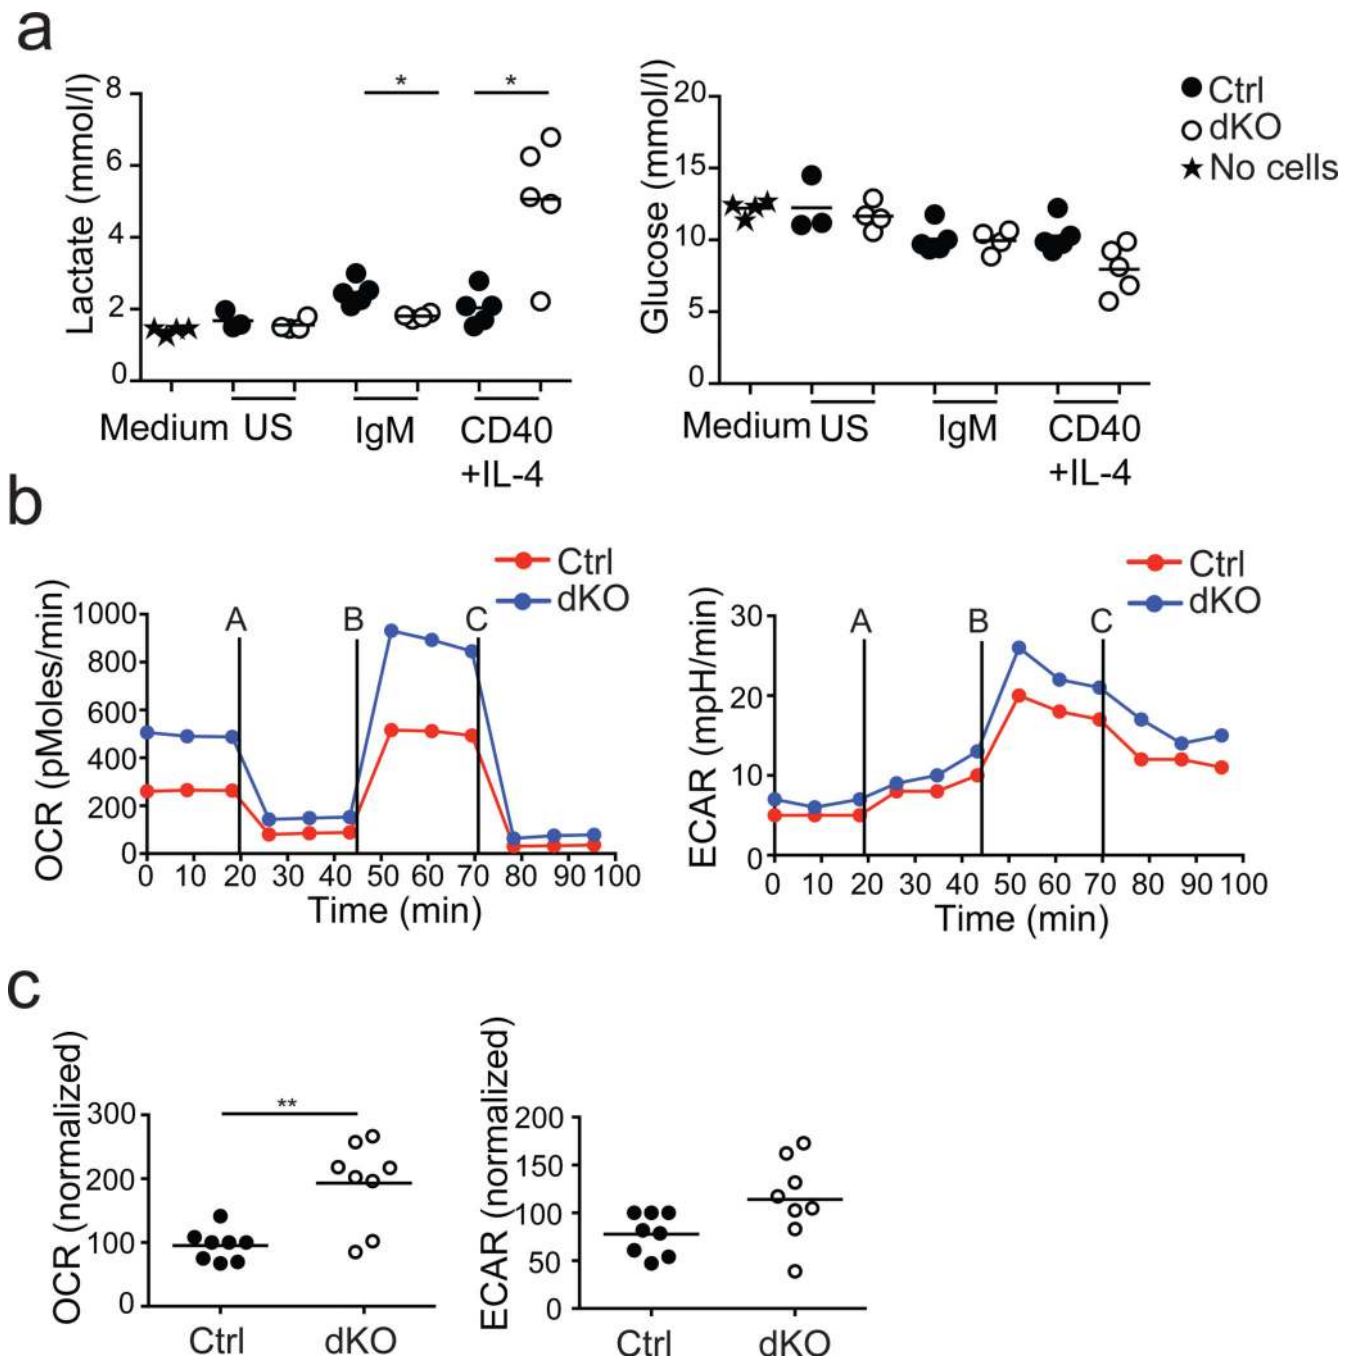 a
Lactate (mmol/l)
8
6
4
2
0
*
*
Medium US IgM CD40
+IL-4
Glucose (mmol/l)
20
15
10
5
0
Medium US IgM CD40
+IL-4
Ctrl
dKO
No cells
b
OCR (pMoles/min)
1000
800
600
400
200
0
A B C
Ctrl
dKO
0 10 20 30 40 50 60 70 80 90 100
Time (min)
ECAR (mpH/min)
30
20
10
0
A B C
Ctrl
dKO
0 10 20 30 40 50 60 70 80 90 100
Time (min)
c
OCR (normalized)
300
200
100
0
**
Ctrl dKO
ECAR (normalized)
200
150
100
50
0
Ctrl dKO